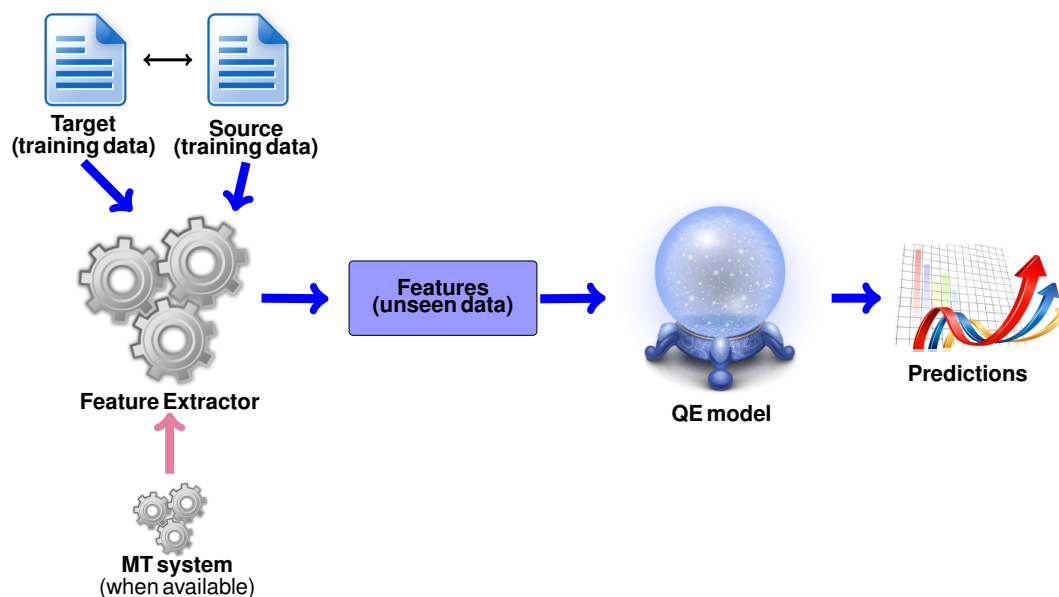 Target
(training data)
Source
(training data)
Features
(unseen data)
Feature Extractor
QE model
Predictions
MT system
(when available)